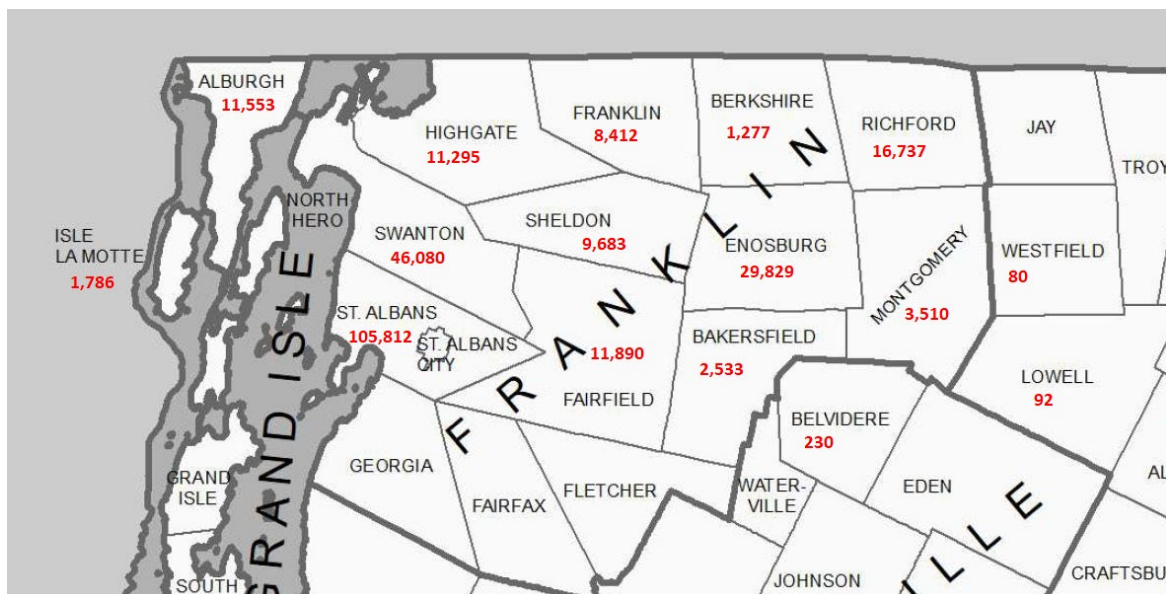 ALBURGH
11,553
HIGHGATE
11,295
FRANKLIN
8,412
BERKSHIRE
1,277
RICHFORD
16,737
JAY
TROY
NORTH
HERO
ISLE
LA MOTTE
1,786
SWANTON
46,080
SHELDON
9,683
ENOSBURG
29,829
MONTGOMERY
3,510
WESTFIELD
80
ST. ALBANS
105,812
ST. ALBANS
CITY
11,890
FAIRFIELD
BAKERSFIELD
2,533
LOWELL
92
BELVIDERE
230
FRANKLIN
GRAND ISLE
GEORGIA
GRAND
ISLE
FAIRFAX
FLETCHER
WATER-
VILLE
EDEN
AL
SOUTH
JOHNSON
ILLE
CRAFTSBU